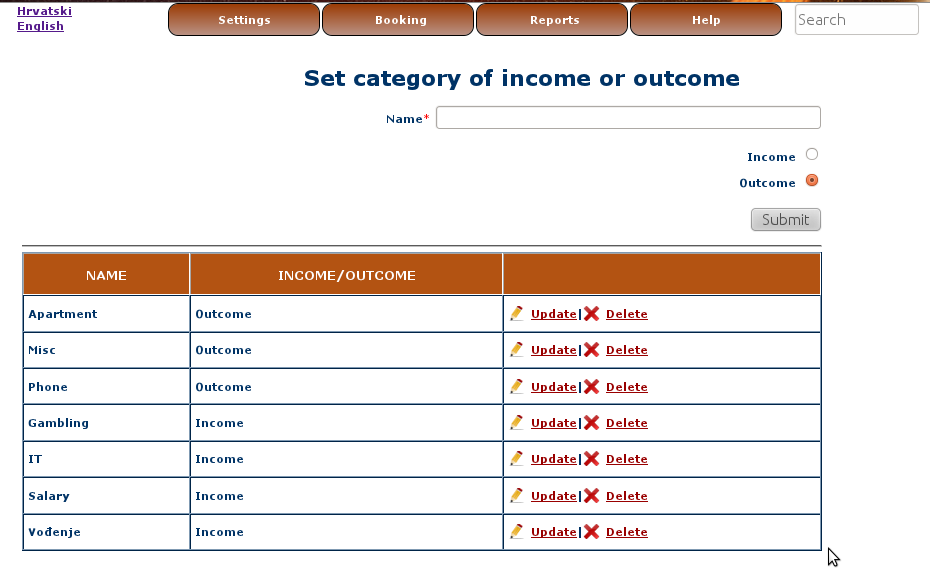 Hrvatski
English
Settings Booking Reports Help Search
Set category of income or outcome
Name*
Income
Outcome
Submit
NAME INCOME/OUTCOME
Apartment Outcome Update| Delete
Misc Outcome Update| Delete
Phone Outcome Update| Delete
Gambling Income Update| Delete
IT Income Update| Delete
Salary Income Update| Delete
Vođenje Income Update| Delete